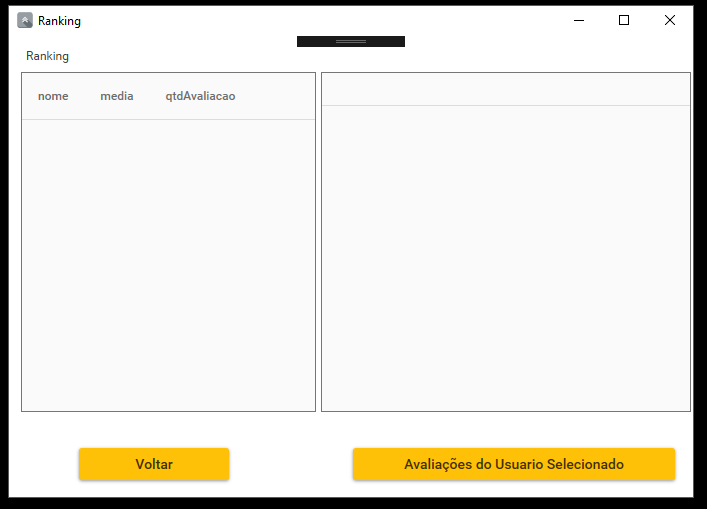 Ranking
Ranking
nome media qtdAvaliacao
Voltar Avaliações do Usuario Selecionado